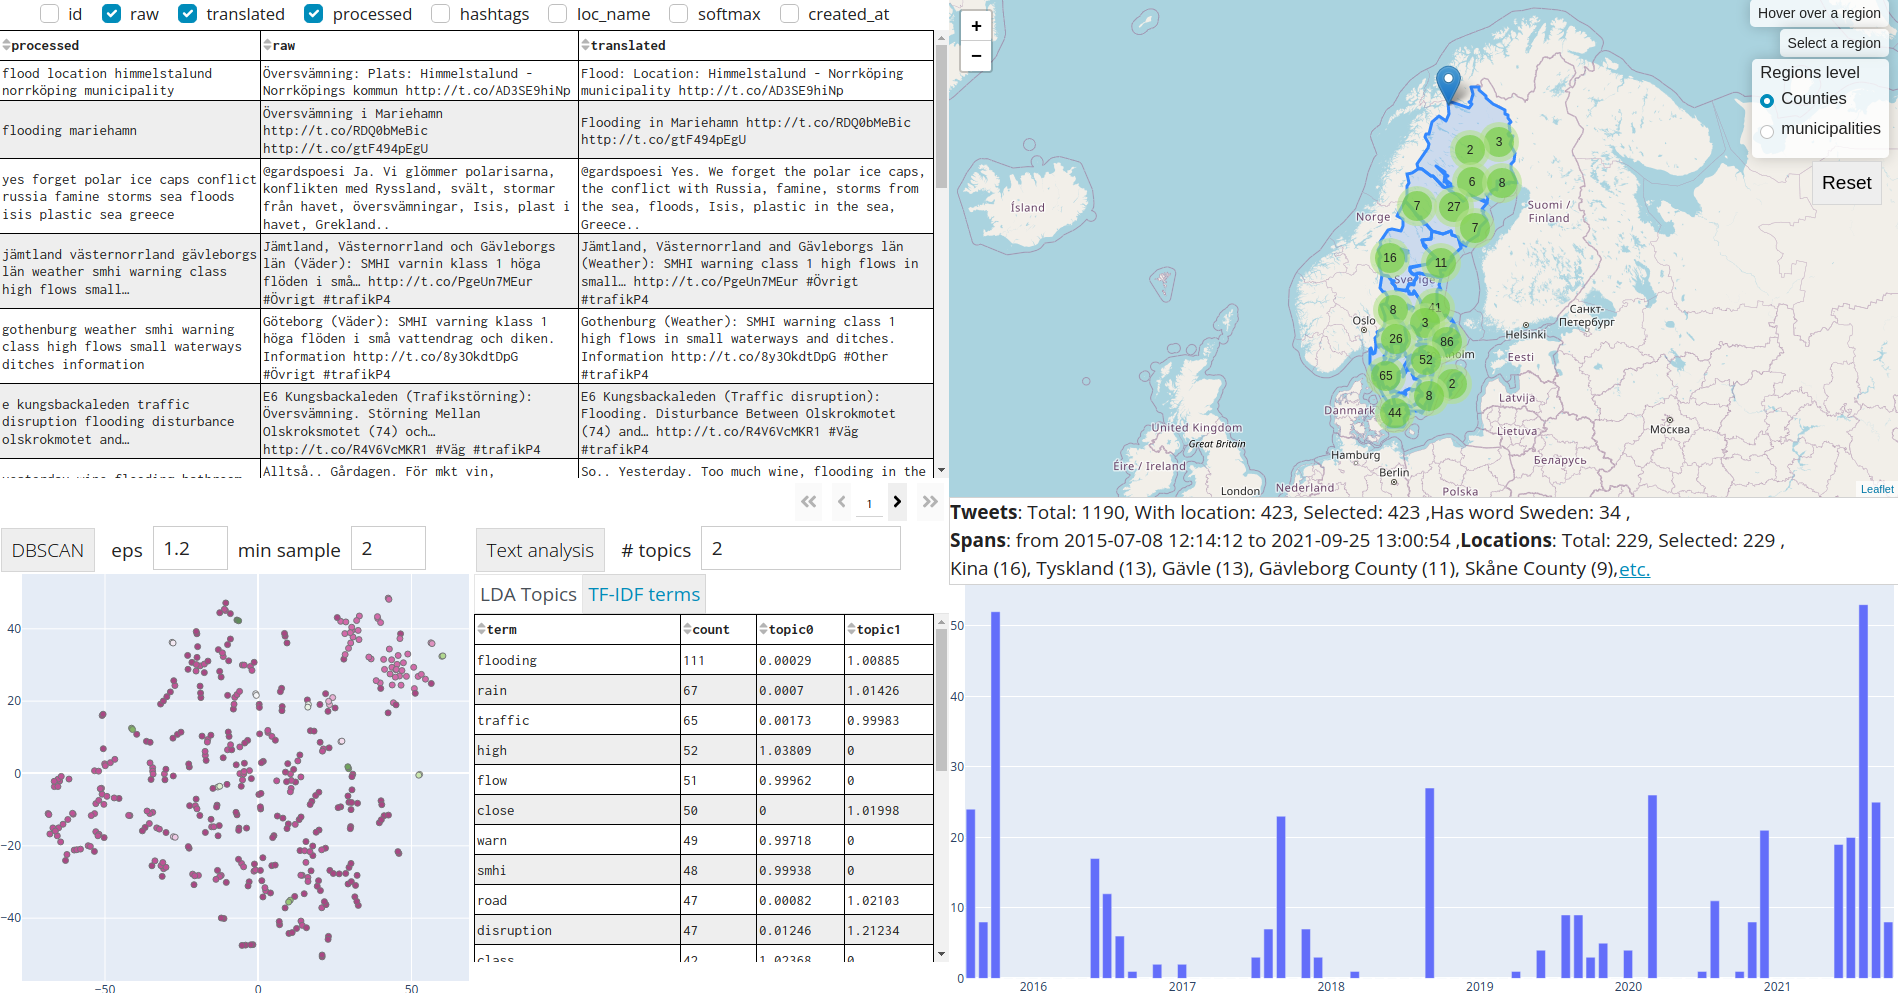 id raw translated processed hashtags loc_name softmax created_at
processed raw translated
flood location himmelstalund
norrköping municipality
Översvämning: Plats: Himmelstalund -
Norrköpings kommun http://t.co/AD3SE9hiNp
Flood: Location: Himmelstalund - Norrköping
municipality http://t.co/AD3SE9hiNp
flooding mariehamn
Översvämning i Mariehamn
http://t.co/RDQ0bMeBic
http://t.co/gtF494pEgU
Flooding in Mariehamn http://t.co/RDQ0bMeBic
http://t.co/gtF494pEgU
yes forget polar ice caps conflict
russia famine storms sea floods
isis plastic sea greece
@gardspoesi Ja. Vi glömmer polarisarna,
konflikten med Ryssland, svält, stormar
från havet, översvämningar, Isis, plast i
havet, Grekland..
@gardspoesi Yes. We forget the polar ice caps,
the conflict with Russia, famine, storms from
the sea, floods, Isis, plastic in the sea,
Greece..
jämtland västernorrland gävleborgs
län weather smhi warning class
high flows small…
Jämtland, Västernorrland och Gävleborgs
län (Väder): SMHI varnin klass 1 höga
flöden i små… http://t.co/PgeUn7MEur
#Övrigt #trafikP4
Jämtland, Västernorrland and Gävleborgs län
(Weather): SMHI warning class 1 high flows in
small… http://t.co/PgeUn7MEur #Övrigt
#trafikP4
gothenburg weather smhi warning
class high flows small waterways
ditches information
Göteborg (Väder): SMHI varning klass 1
höga flöden i små vattendrag och diken.
Information http://t.co/8y3OkdtDpG
#Övrigt #trafikP4
Gothenburg (Weather): SMHI warning class 1
high flows in small waterways and ditches.
Information http://t.co/8y3OkdtDpG #Other
#trafikP4
e kungsbackaleden traffic
disruption flooding disturbance
olskrokmotet and…
E6 Kungsbackaleden (Trafikstörning):
Översvämning. Störning Mellan
Olskroksmotet (74) och…
http://t.co/R4V6VcMKR1 #Väg #trafikP4
E6 Kungsbackaleden (Traffic disruption):
Flooding. Disturbance Between Olskrokmotet
(74) and… http://t.co/R4V6VcMKR1 #Väg
#trafikP4
Alltså.. Gårdagen. För mkt vin,
So.. Yesterday. Too much wine, flooding in the
1
DBSCAN eps 1.2 min sample 2
Text analysis # topics 2
40
20
0
−20
−40
−50 0 50
LDA Topics TF-IDF terms
term count topic0 topic1
flooding 111 0.00029 1.00885
rain 67 0.0007 1.01426
traffic 65 0.00173 0.99983
high 52 1.03809 0
flow 51 0.99962 0
close 50 0 1.01998
warn 49 0.99718 0
smhi 48 0.99938 0
road 47 0.00082 1.02103
disruption 47 0.01246 1.21234
class 42 1.02368 0
+
−
Hover over a region
Select a region
Regions level
Counties
municipalities
Reset
2 3
6 8
7 27
7
16 11
8 41
3
26 86
52
65 2
8
44
Ísland
Norge
Suomi /
Finland
Sverige
Oslo
Helsinki
Санкт-
Петербург
Eesti
Latvija
Lietuva
Москва
Danmark
United Kingdom
Great Britain
Éire / Ireland
Hamburg
Berlin
Беларусь
Nederland
London
Polska
Leaflet
Tweets: Total: 1190, With location: 423, Selected: 423 ,Has word Sweden: 34 ,
Spans: from 2015-07-08 12:14:12 to 2021-09-25 13:00:54 ,Locations: Total: 229, Selected: 229 ,
Kina (16), Tyskland (13), Gävle (13), Gävleborg County (11), Skåne County (9),etc.
50
40
30
20
10
0
2016 2017 2018 2019 2020 2021